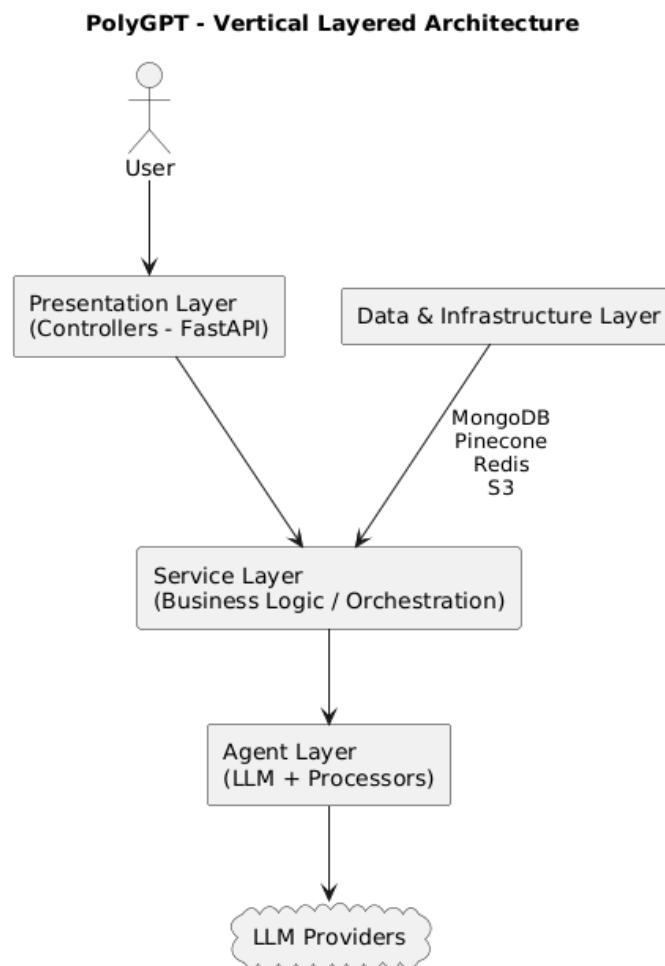 PolyGPT - Vertical Layered Architecture
User
Presentation Layer
(Controllers - FastAPI)
Data & Infrastructure Layer
MongoDB
Pinecone
Redis
S3
Service Layer
(Business Logic / Orchestration)
Agent Layer
(LLM + Processors)
LLM Providers